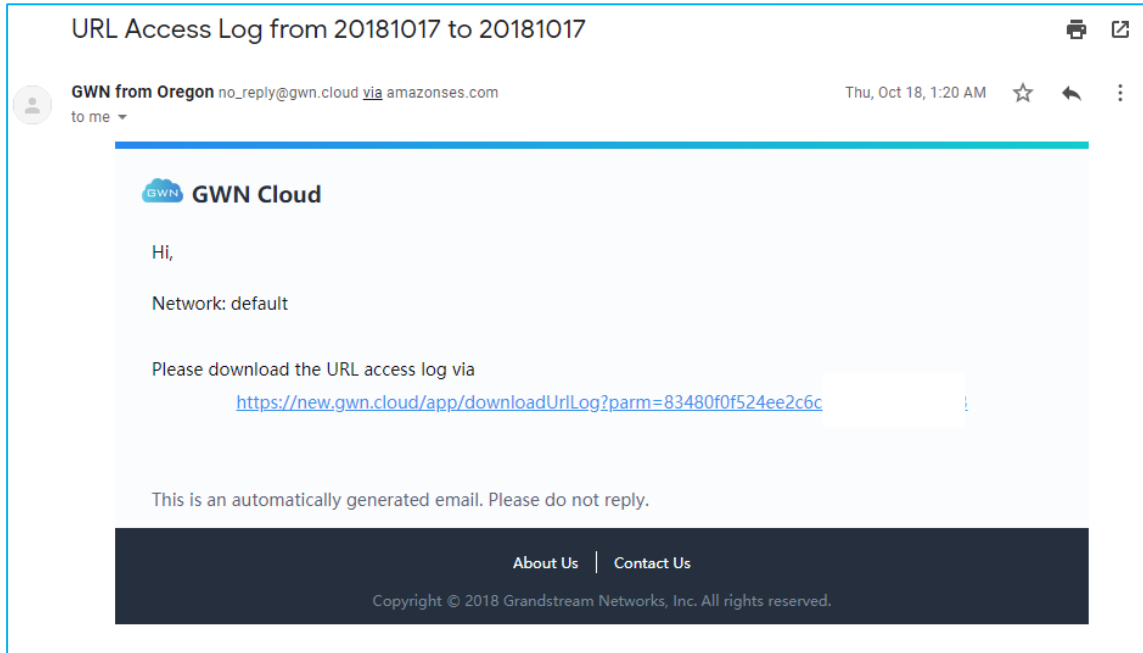 URL Access Log from 20181017 to 20181017
GWN from Oregon no_reply@gwn.cloud via amazonses.com
Thu, Oct 18, 1:20 AM
to me
GWN
GWN Cloud
Hi,
Network: default
Please download the URL access log via
https://new.gwn.cloud/app/downloadUrlLog?parm=83480f0f524ee2c6c
This is an automatically generated email. Please do not reply.
About Us | Contact Us
Copyright © 2018 Grandstream Networks, Inc. All rights reserved.